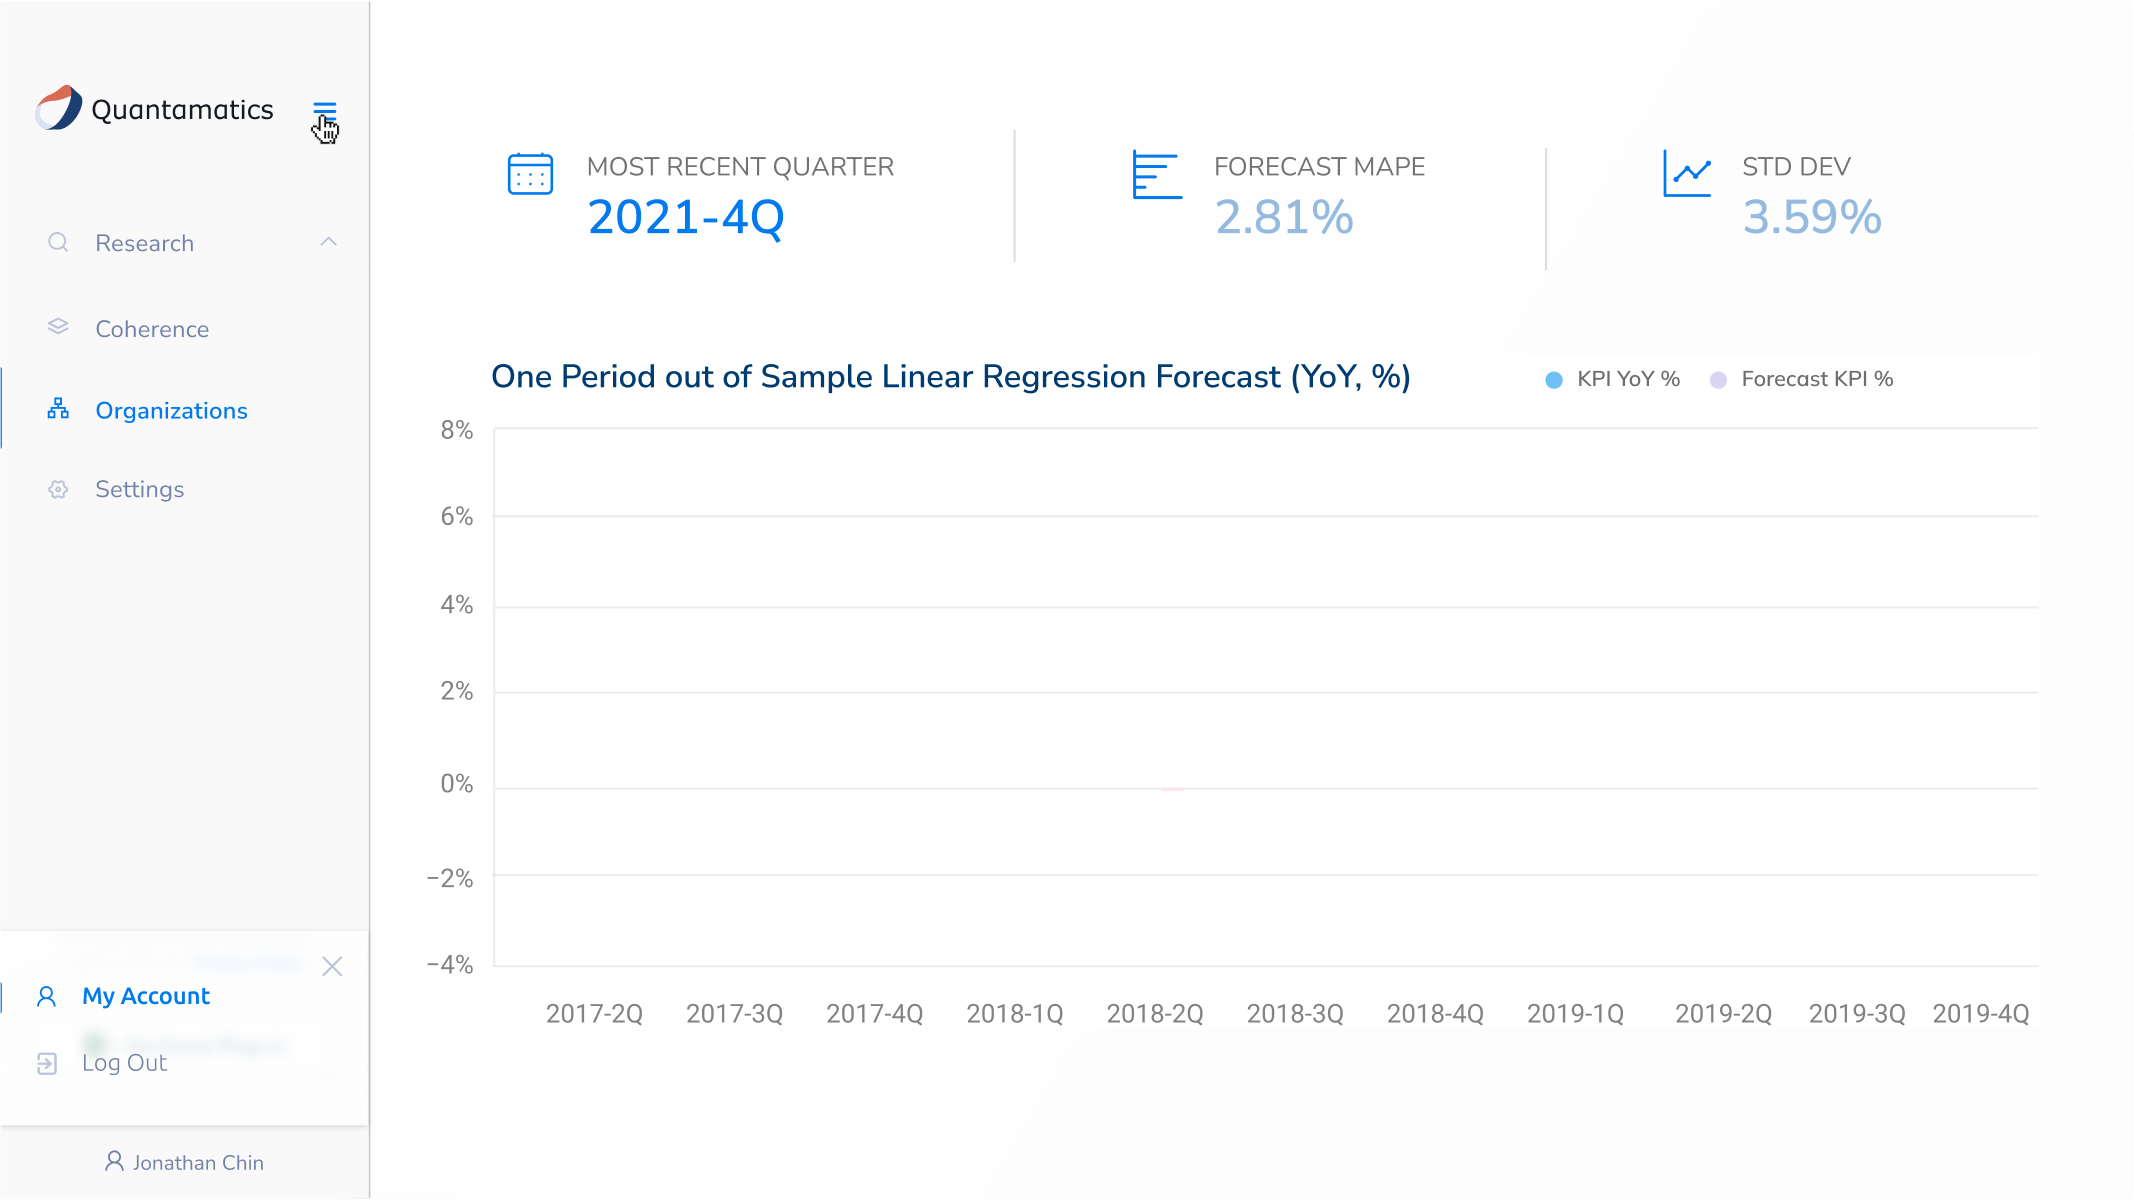 Quantamatics
Research
Coherence
Organizations
Settings
My Account
Log Out
Jonathan Chin
MOST RECENT QUARTER
2021-4Q
FORECAST MAPE
2.81%
STD DEV
3.59%
One Period out of Sample Linear Regression Forecast (YoY, %)
KPI YoY %
Forecast KPI %
8%
6%
4%
2%
0%
−2%
−4%
2017-2Q 2017-3Q 2017-4Q 2018-1Q 2018-2Q 2018-3Q 2018-4Q 2019-1Q 2019-2Q 2019-3Q 2019-4Q